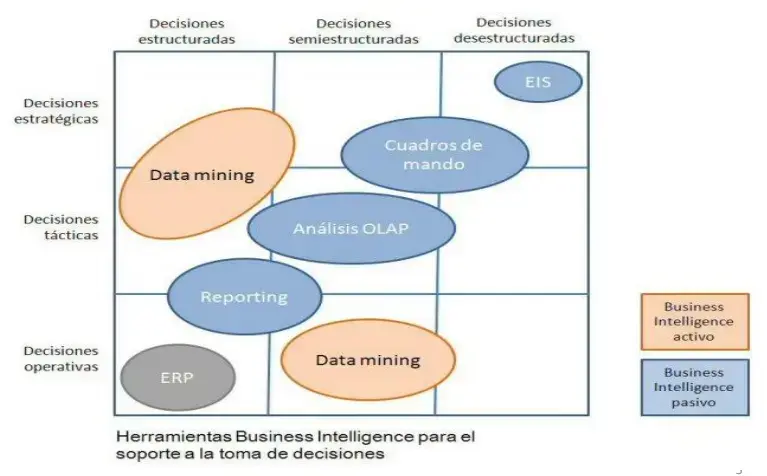 Decisiones
estructuradas
Decisiones
semiestructuradas
Decisiones
desestructuradas
Decisiones
estratégicas
EIS
Cuadros de
mando
Data mining
Decisiones
tácticas
Análisis OLAP
Reporting
Decisiones
operativas
ERP
Data mining
Business
Intelligence
activo
Business
Intelligence
pasivo
Herramientas Business Intelligence para el
soporte a la toma de decisiones